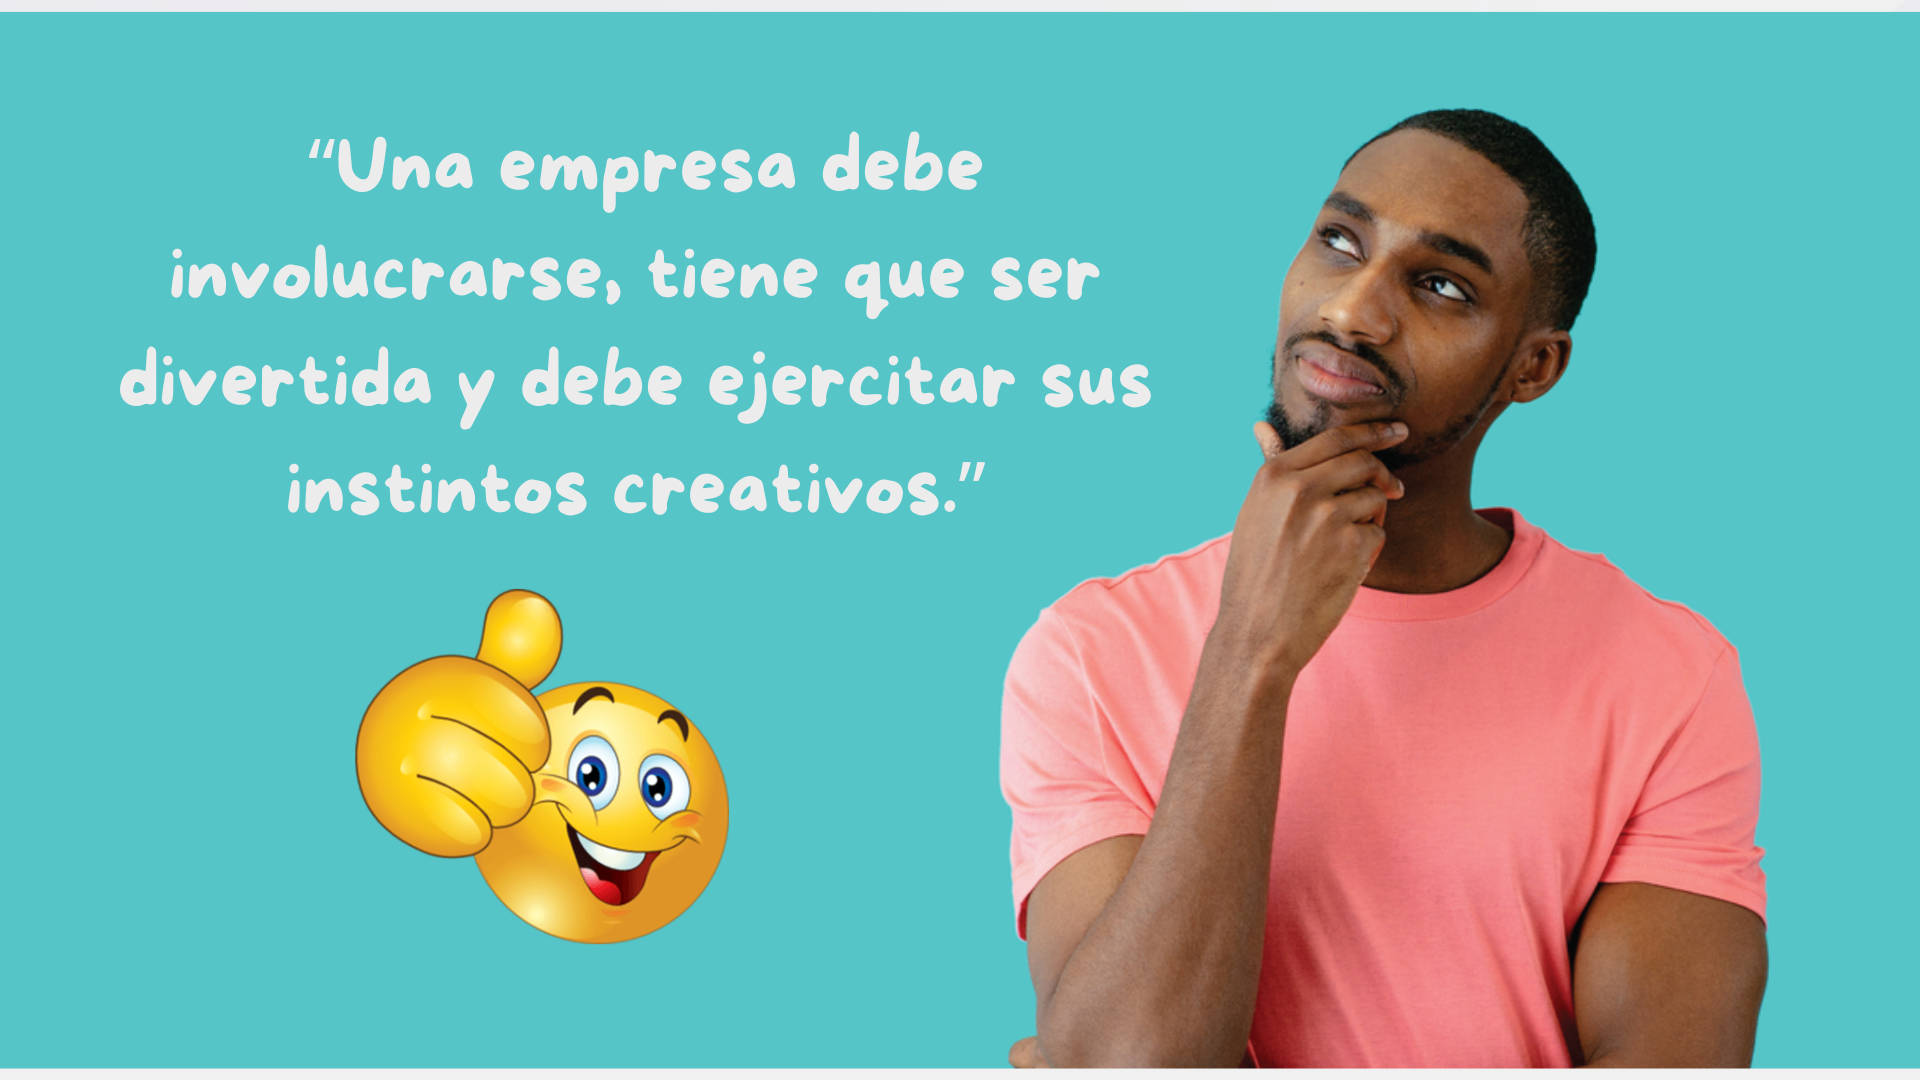 “Una empresa debe
involucrarse, tiene que ser
divertida y debe ejercitar sus
instintos creativos.”